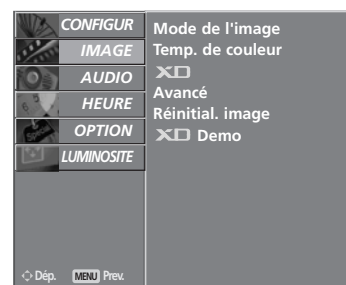 CONFIGUR
IMAGE
AUDIO
HEURE
OPTION
LUMINOSITE
Mode de l'image
Temp. de couleur
XD
Avancé
Réinitial. image
XD Demo
Dép. MENU Prev.